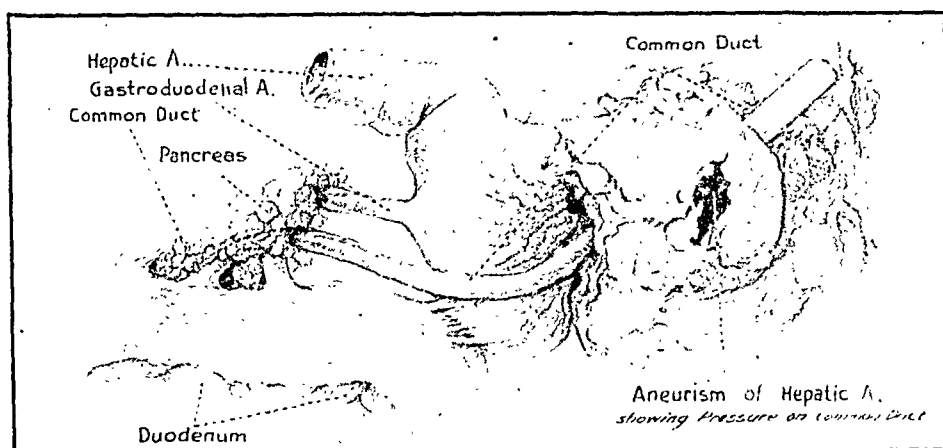 Hepatic A.
Gastroduodenal A.
Common Duct
Pancreas
Common Duct
Duodenum
Aneurism of Hepatic A.
showing Pressure on Common Duct